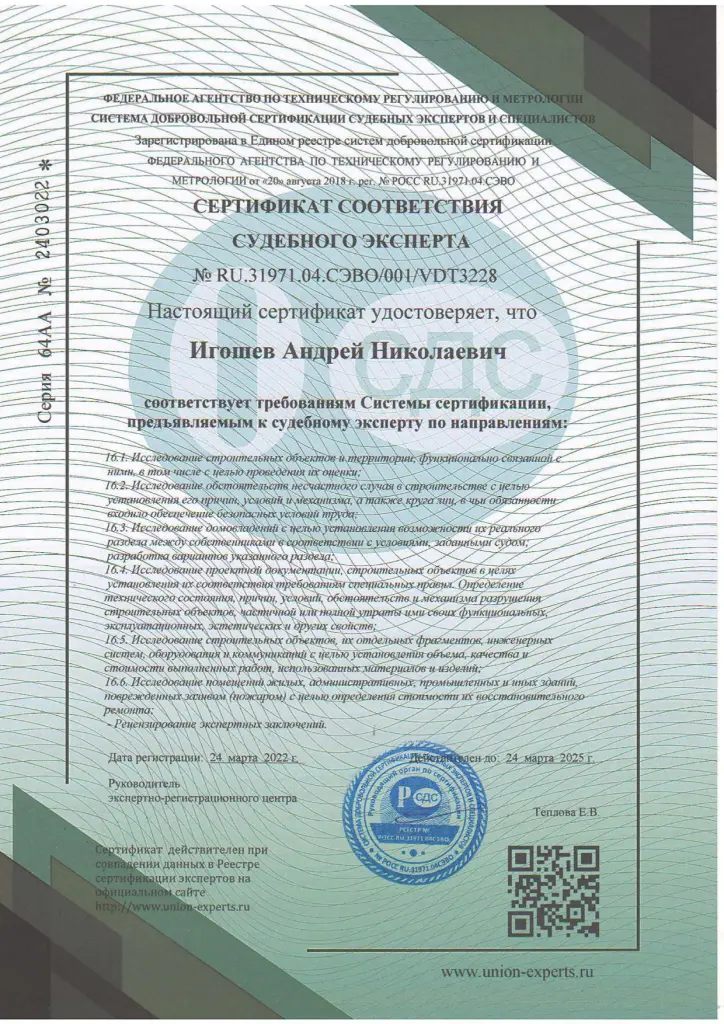 ФЕДЕРАЛЬНОЕ АГЕНТСТВО ПО ТЕХНИЧЕСКОМУ РЕГУЛИРОВАНИЮ И МЕТРОЛОГИИ
СИСТЕМА ДОБРОВОЛЬНОЙ СЕРТИФИКАЦИИ СУДЕБНЫХ ЭКСПЕРТОВ И СПЕЦИАЛИСТОВ
Зарегистрирована в Едином реестре систем добровольной сертификации
ФЕДЕРАЛЬНОГО АГЕНТСТВА ПО ТЕХНИЧЕСКОМУ РЕГУЛИРОВАНИЮ И
МЕТРОЛОГИИ от «20» августа 2018 г. рег. № РОСС RU.31971.04.СЭВО
Серия 64АА № 2403022 *
СЕРТИФИКАТ СООТВЕТСТВИЯ
СУДЕБНОГО ЭКСПЕРТА
№ RU.31971.04.СЭВО/001/VDT3228
Настоящий сертификат удостоверяет, что
Игошев Андрей Николаевич
СДС
соответствует требованиям Системы сертификации,
предъявляемым к судебному эксперту по направлениям:
16.1. Исследование строительных объектов и территории, функционально связанной с
ними, в том числе с целью проведения их оценки;
16.2. Исследование обстоятельств несчастного случая в строительстве с целью
установления его причин, условий и механизма, а также круга лиц, в чьи обязанности
входило обеспечение безопасных условий труда;
16.3. Исследование домовладений с целью установления возможности их реального
раздела между собственниками в соответствии с условиями, заданными судом;
разработка вариантов указанного раздела;
16.4. Исследование проектной документации, строительных объектов в целях
установления их соответствия требованиям специальных правил. Определение
технического состояния, причин, условий, обстоятельств и механизма разрушения
строительных объектов, частичной или полной утраты ими своих функциональных,
эксплуатационных, эстетических и других свойств;
16.5. Исследование строительных объектов, их отдельных фрагментов, инженерных
систем, оборудования и коммуникаций с целью установления объема, качества и
стоимости выполненных работ, использованных материалов и изделий;
16.6. Исследование помещений жилых, административных, промышленных и иных зданий,
поврежденных заливом (пожаром) с целью определения стоимости их восстановительного
ремонта;
- Рецензирование экспертных заключений.
Дата регистрации: 24 марта 2022 г.
Действителен до: 24 марта 2025 г.
Руководитель
экспертно-регистрационного центра
Теплова Е.В.
СИСТЕМА ДОБРОВОЛЬНОЙ СЕРТИФИКАЦИИ СУДЕБНЫХ ЭКСПЕРТОВ И СПЕЦИАЛИСТОВ
Руководящий орган по сертификации
СДС
РЕЕСТР №
РОСС RU.31971.04СЭВО
№ РОСС RU.31971.04СЭВО
Сертификат действителен при
совпадении данных в Реестре
сертификации экспертов на
официальном сайте
http://www.union-experts.ru
www.union-experts.ru